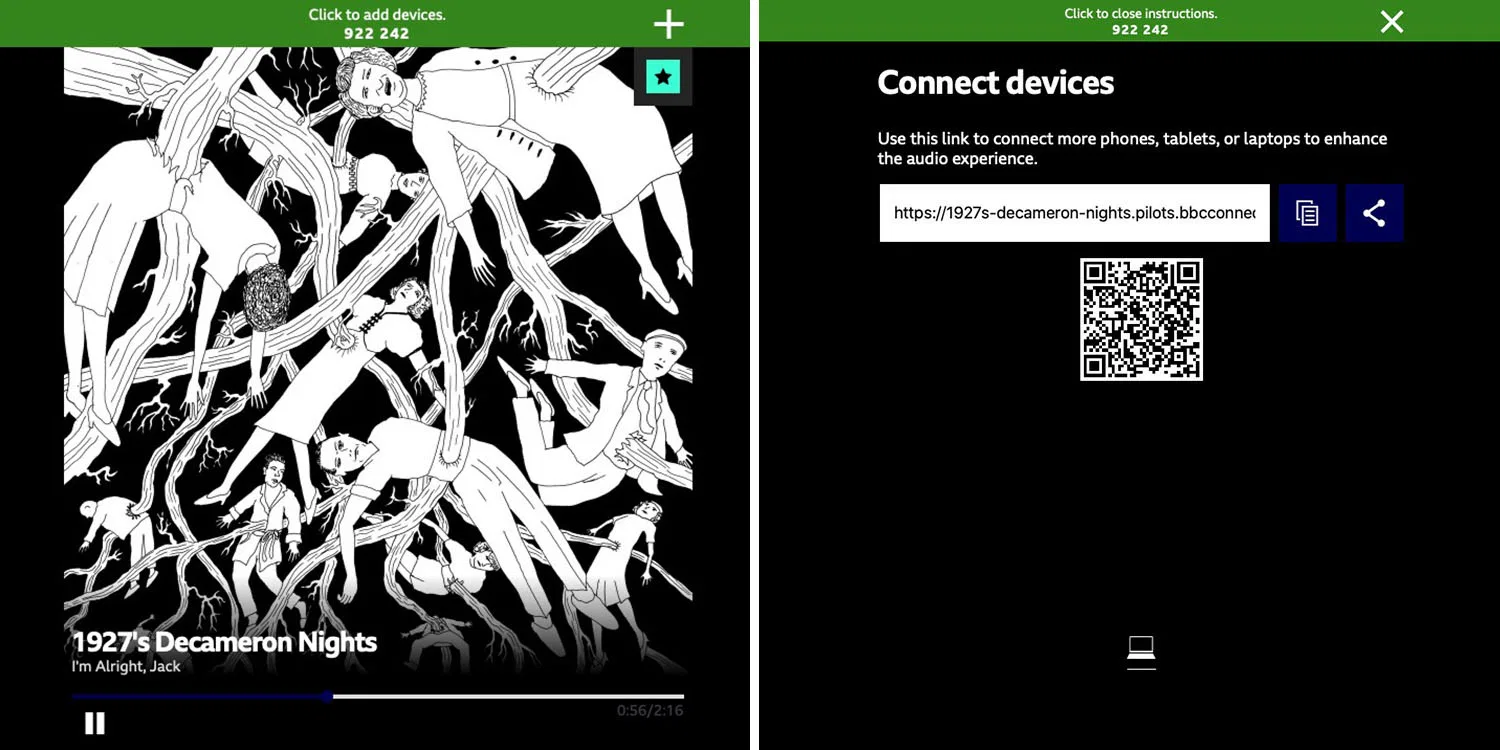 Click to add devices.
922 242
1927's Decameron Nights
I'm Alright, Jack
0:56/2:16
Click to close instructions.
922 242
Connect devices
Use this link to connect more phones, tablets, or laptops to enhance
the audio experience.
https://1927s-decameron-nights.pilots.bbcconnec